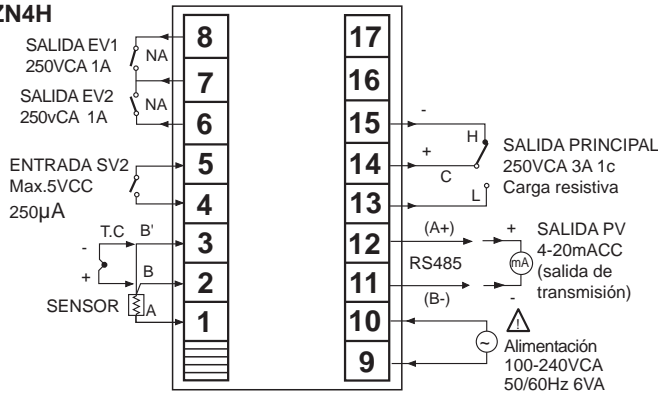 ZN4H
SALIDA EV1
250VCA 1A
NA
SALIDA EV2
250vCA 1A
NA
ENTRADA SV2
Max.5VCC
250µA
T.C
B'
-
+
B
SENSOR
A
8
7
6
5
4
3
2
1
17
16
15
14
13
12
11
10
9
-
H
+
C
L
SALIDA PRINCIPAL
250VCA 3A 1c
Carga resistiva
(A+)
RS485
(B-)
+
mA
-
SALIDA PV
4-20mACC
(salida de
transmisión)
!
~
Alimentación
100-240VCA
50/60Hz 6VA